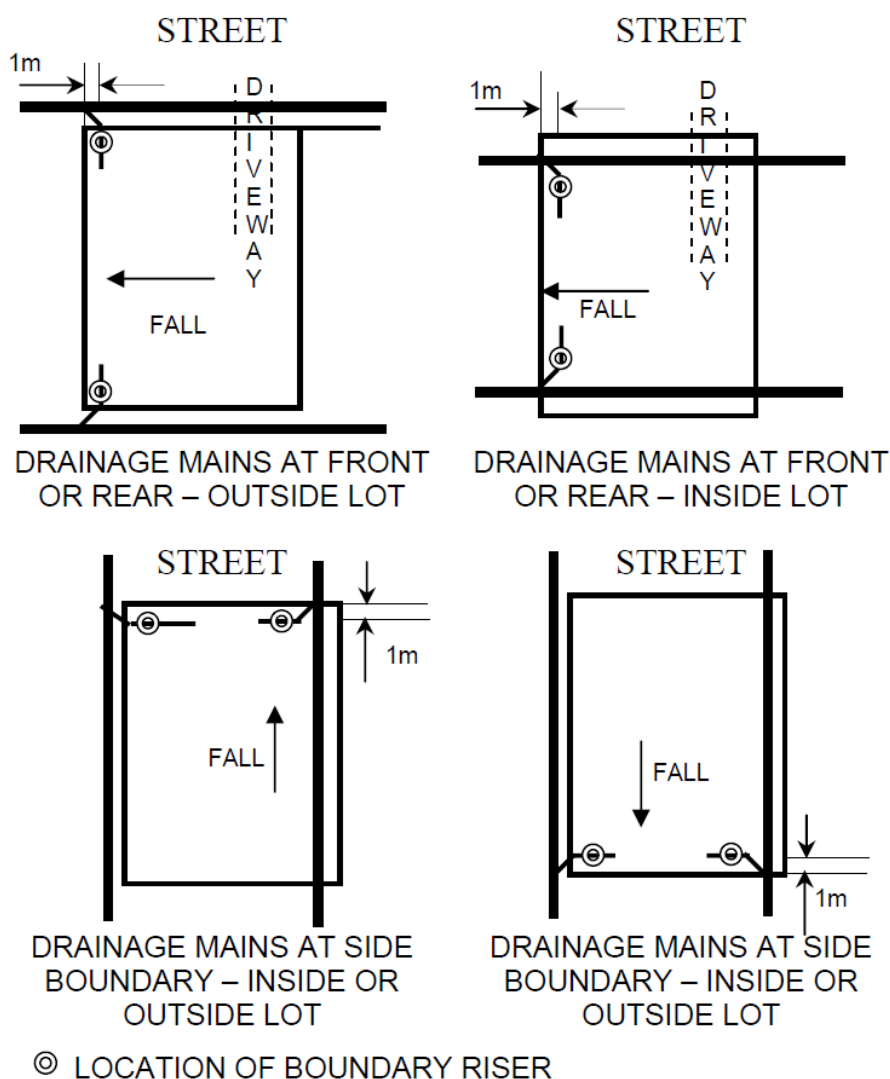 STREET
1m
DRIVEWAY
FALL
DRAINAGE MAINS AT FRONT
OR REAR – OUTSIDE LOT
STREET
1m
DRIVEWAY
FALL
DRAINAGE MAINS AT FRONT
OR REAR – INSIDE LOT
STREET
1m
FALL
DRAINAGE MAINS AT SIDE
BOUNDARY – INSIDE OR
OUTSIDE LOT
STREET
FALL
1m
DRAINAGE MAINS AT SIDE
BOUNDARY – INSIDE OR
OUTSIDE LOT
LOCATION OF BOUNDARY RISER